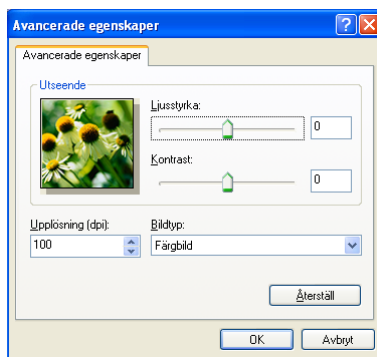 Avancerade egenskaper
Avancerade egenskaper
Utseende
Ljusstyrka:
0
Kontrast:
0
Upplösning (dpi):
100
Bildtyp:
Färgbild
Återställ
OK Avbryt